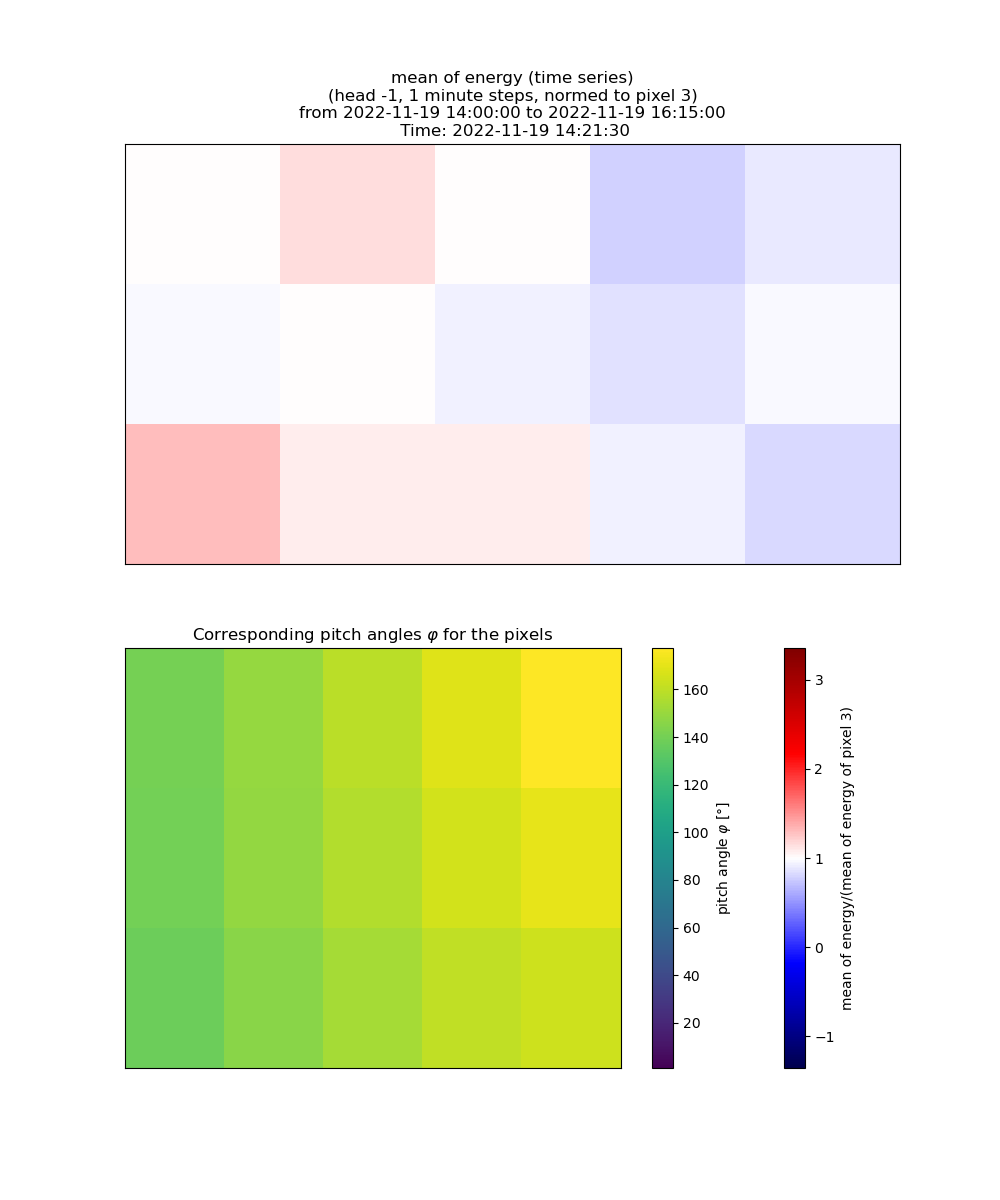 mean of energy (time series)
(head -1, 1 minute steps, normed to pixel 3)
from 2022-11-19 14:00:00 to 2022-11-19 16:15:00
Time: 2022-11-19 14:21:30
Corresponding pitch angles φ for the pixels
160
140
120
100
80
60
40
20
pitch angle φ [°]
3
2
1
0
−1
mean of energy/(mean of energy of pixel 3)